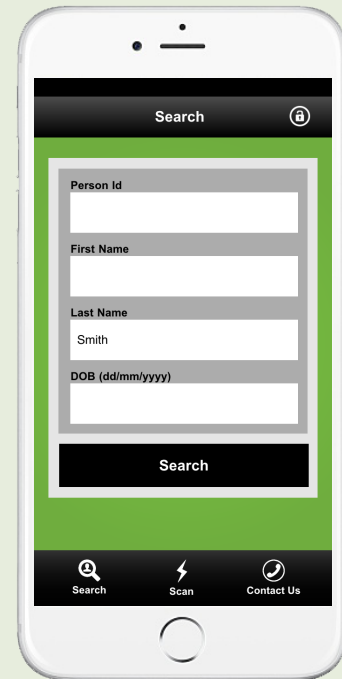 Search
Person Id
First Name
Last Name
Smith
DOB (dd/mm/yyyy)
Search
Search Scan Contact Us